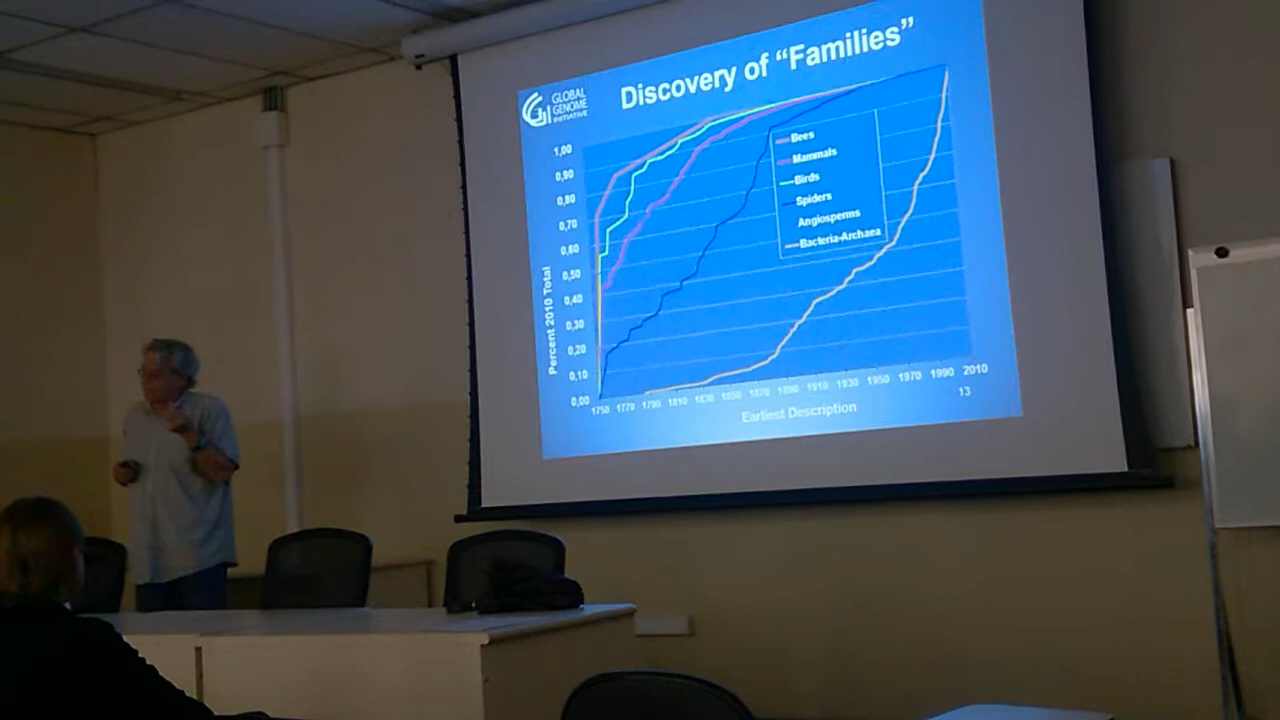 GLOBAL
GENOME
INITIATIVE
Discovery of “Families”
Percent 2010 Total
1,00
0,90
0,80
0,70
0,60
0,50
0,40
0,30
0,20
0,10
0,00
Bees
Mammals
Birds
Spiders
Angiosperms
Bacteria-Archaea
1750 1770 1790 1810 1830 1850 1870 1890 1910 1930 1950 1970 1990 2010
Earliest Description
13